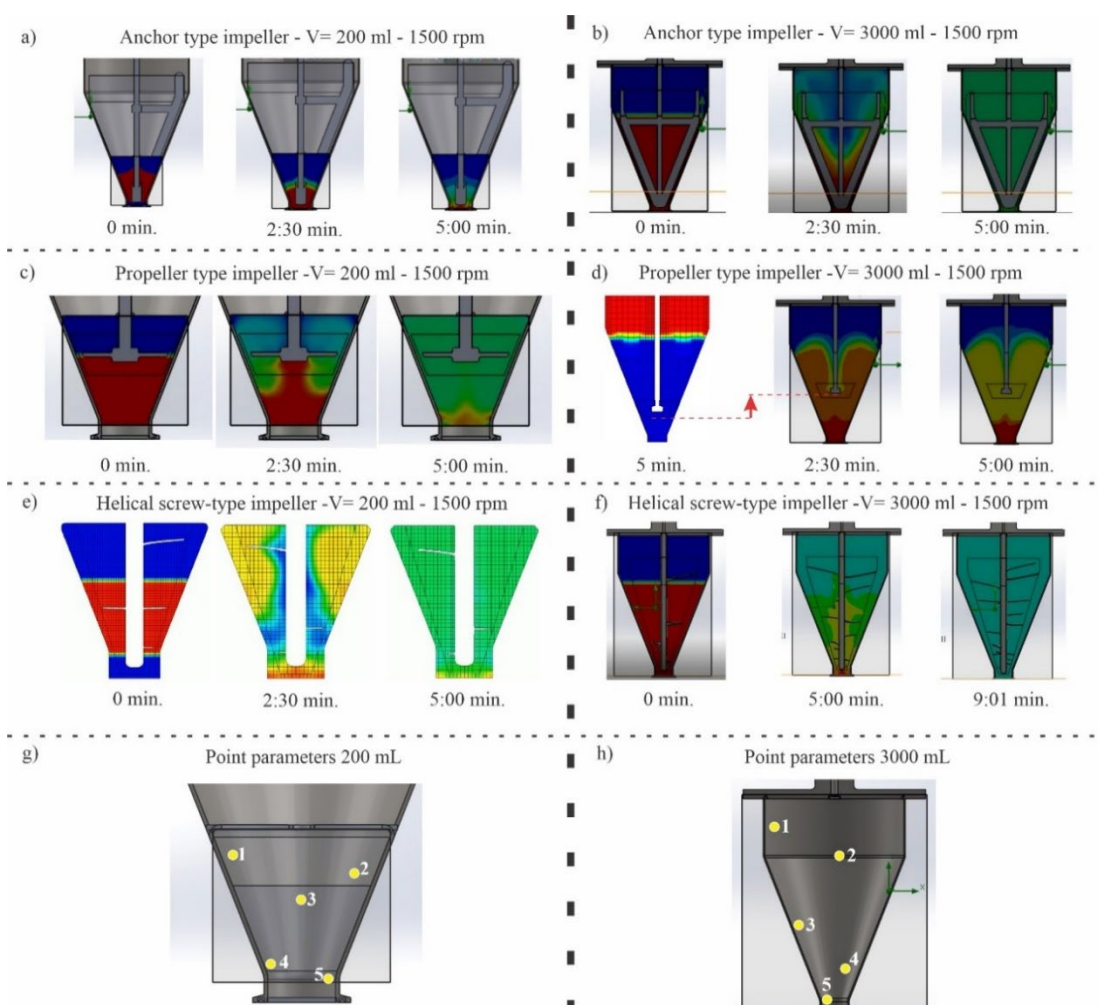 a)
Anchor type impeller - V= 200 ml - 1500 rpm
0 min.
2:30 min.
5:00 min.
b)
Anchor type impeller - V= 3000 ml - 1500 rpm
0 min.
2:30 min.
5:00 min.
c)
Propeller type impeller -V= 200 ml - 1500 rpm
0 min.
2:30 min.
5:00 min.
d)
Propeller type impeller -V= 3000 ml - 1500 rpm
5 min.
2:30 min.
5:00 min.
e)
Helical screw-type impeller -V= 200 ml - 1500 rpm
0 min.
2:30 min.
5:00 min.
f)
Helical screw-type impeller -V= 3000 ml - 1500 rpm
0 min.
5:00 min.
9:01 min.
g)
Point parameters 200 mL
1
2
3
4
5
h)
Point parameters 3000 mL
1
2
3
4
5
x